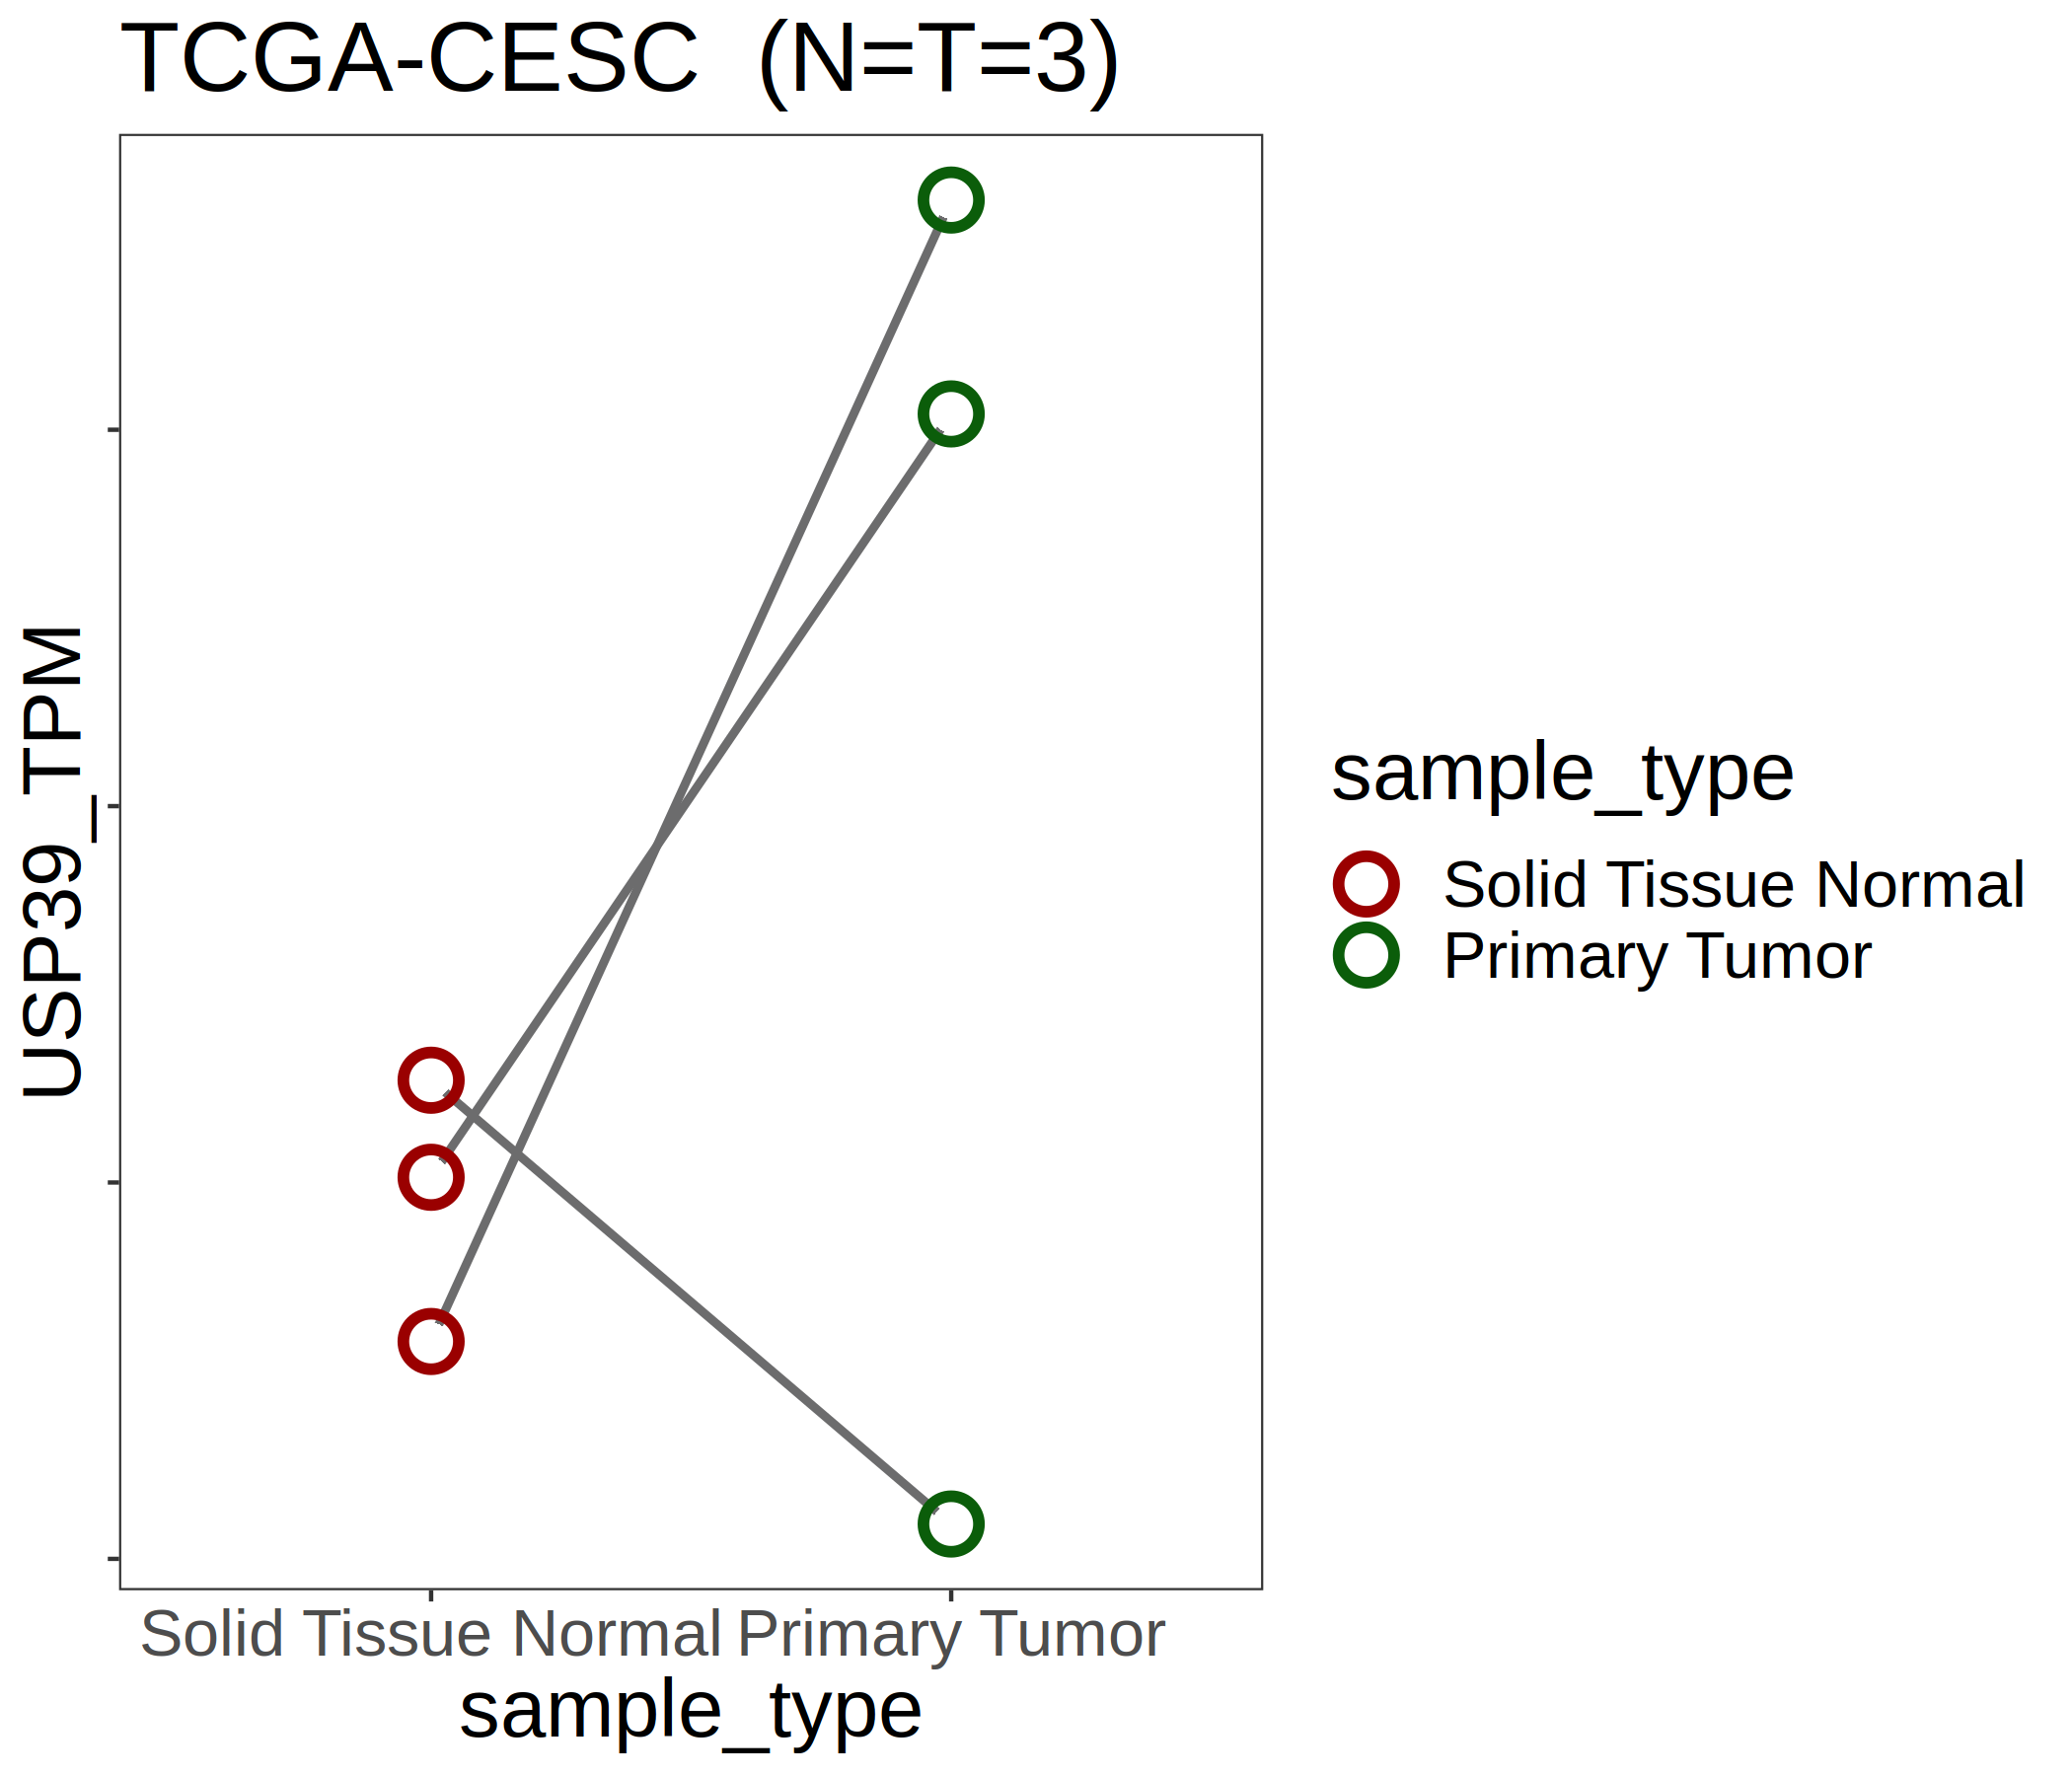 TCGA-CESC  (N=T=3)
USP39_TPM
Solid Tissue Normal Primary Tumor
sample_type
sample_type
Solid Tissue Normal
Primary Tumor